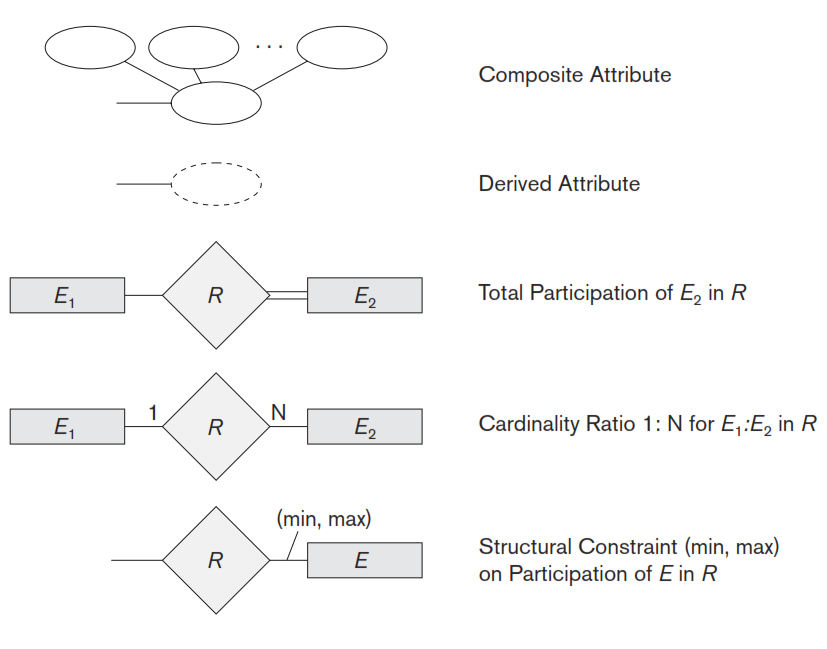 . . .
Composite Attribute
Derived Attribute
E₁ R E₂
Total Participation of E₂ in R
E₁ 1 R N E₂
Cardinality Ratio 1: N for E₁:E₂ in R
(min, max)
R E
Structural Constraint (min, max)
on Participation of E in R